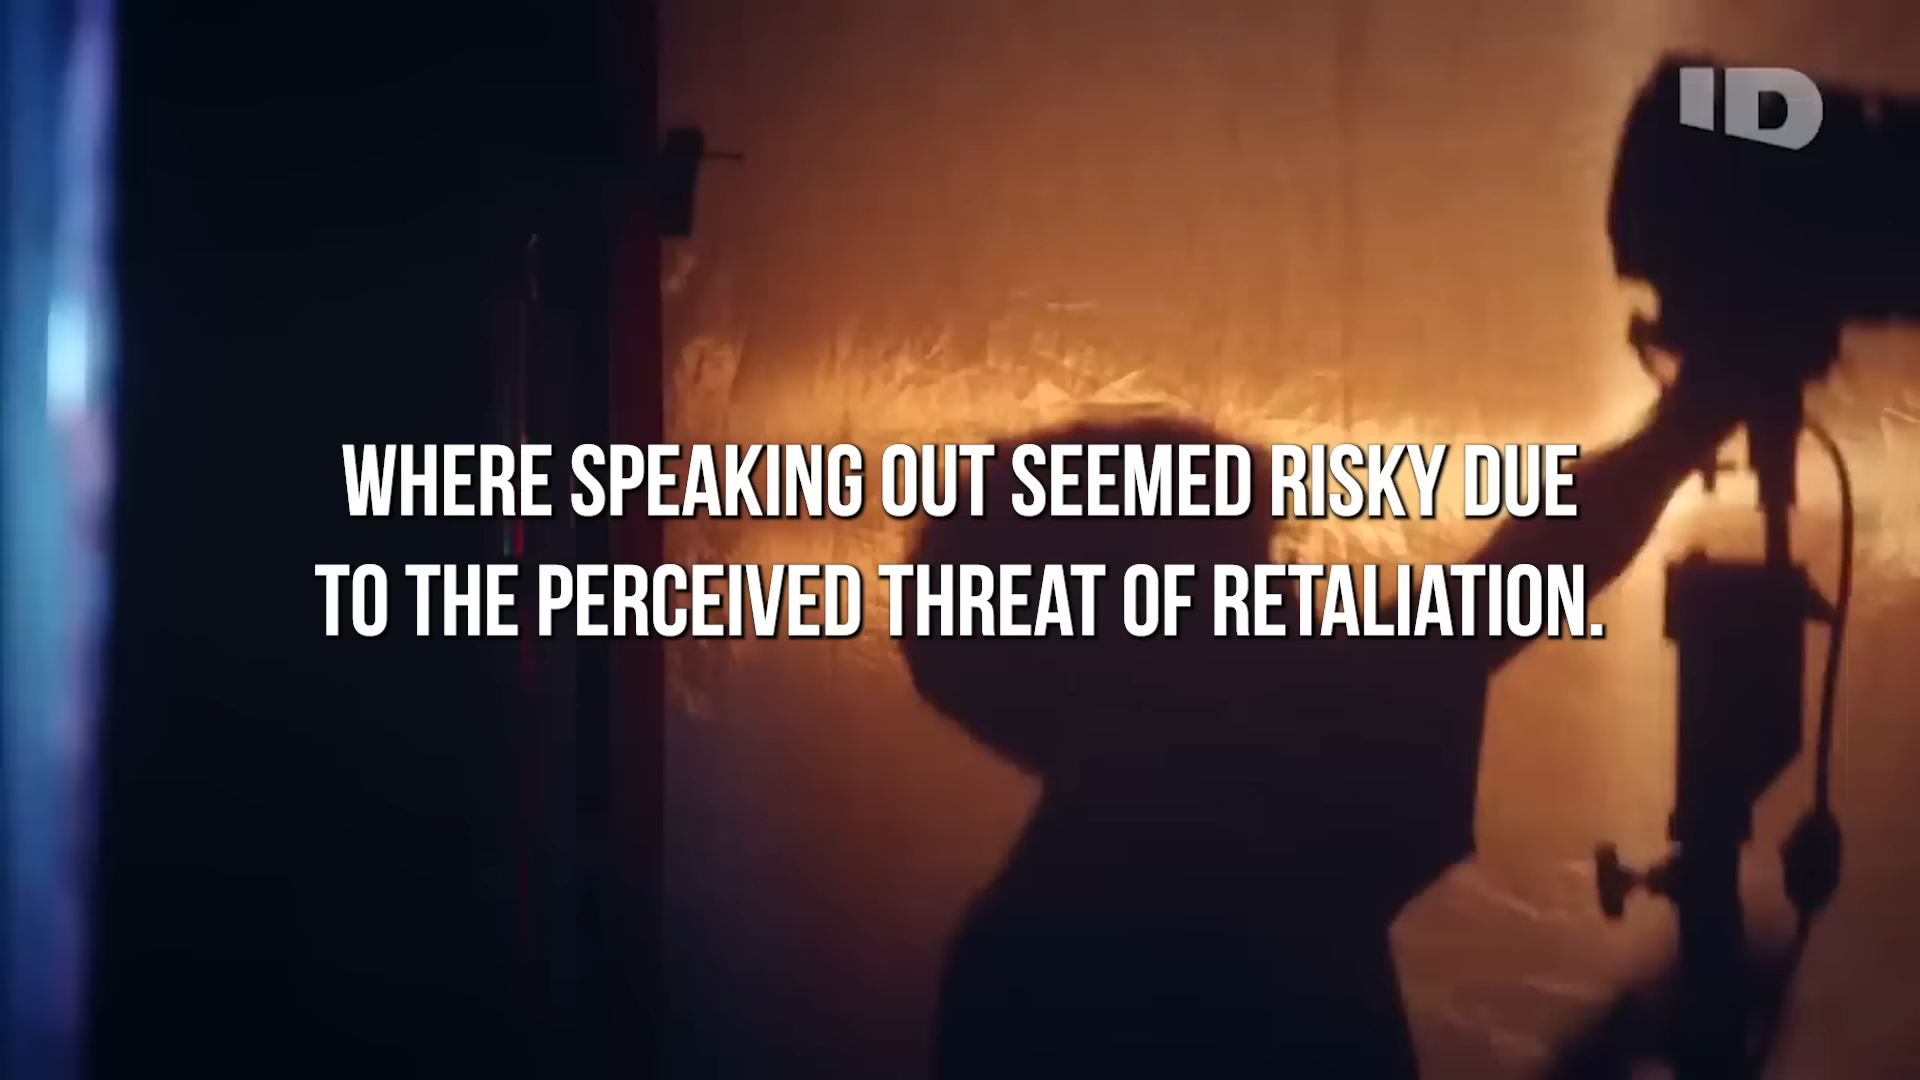 ID
WHERE SPEAKING OUT SEEMED RISKY DUE
TO THE PERCEIVED THREAT OF RETALIATION.